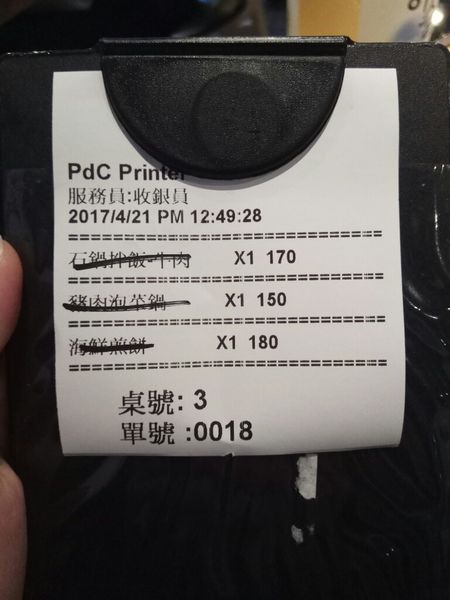 PdC Printer
服務員:收銀員
2017/4/21 PM 12:49:28
石鍋拌飯-牛肉 X1 170
豬肉泡菜鍋 X1 150
海鮮煎餅 X1 180
桌號: 3
單號 :0018